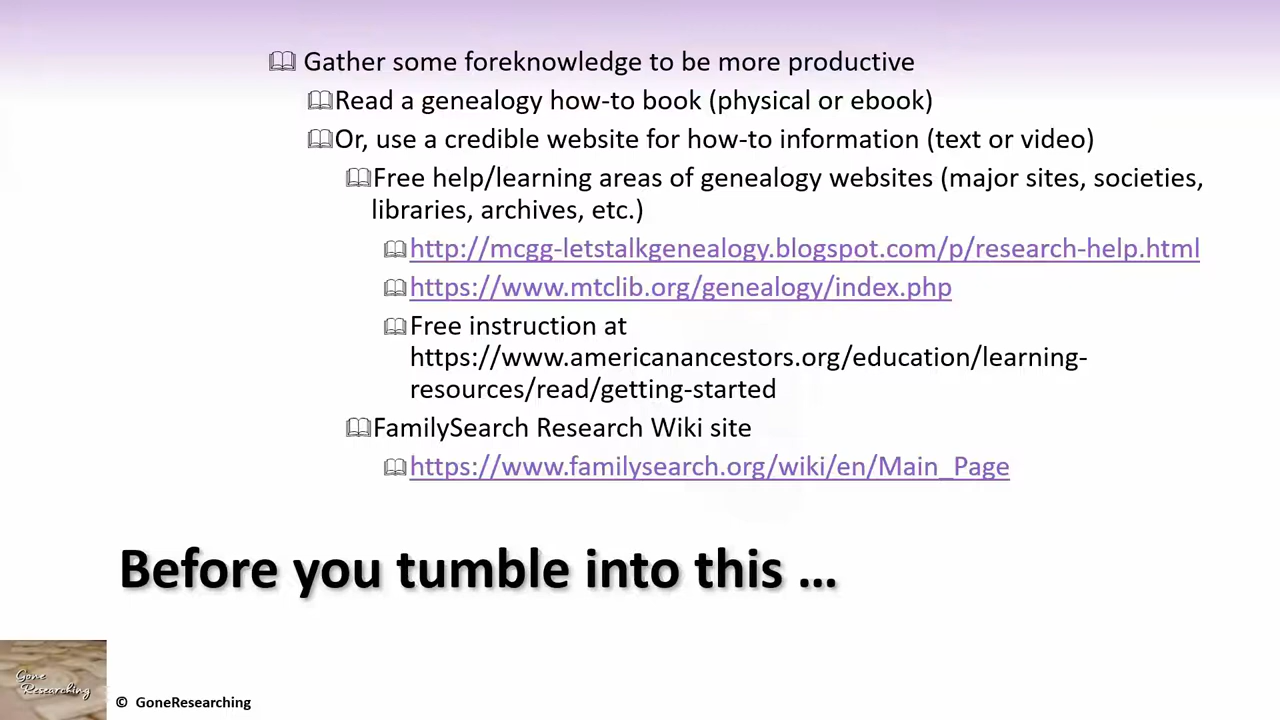 Gather some foreknowledge to be more productive
Read a genealogy how-to book (physical or ebook)
Or, use a credible website for how-to information (text or video)
Free help/learning areas of genealogy websites (major sites, societies,
libraries, archives, etc.)
http://mcgg-letstalkgenealogy.blogspot.com/p/research-help.html
https://www.mtclib.org/genealogy/index.php
Free instruction at
https://www.americanancestors.org/education/learning-
resources/read/getting-started
FamilySearch Research Wiki site
https://www.familysearch.org/wiki/en/Main_Page
Before you tumble into this ...
Gone
Researching
© GoneResearching